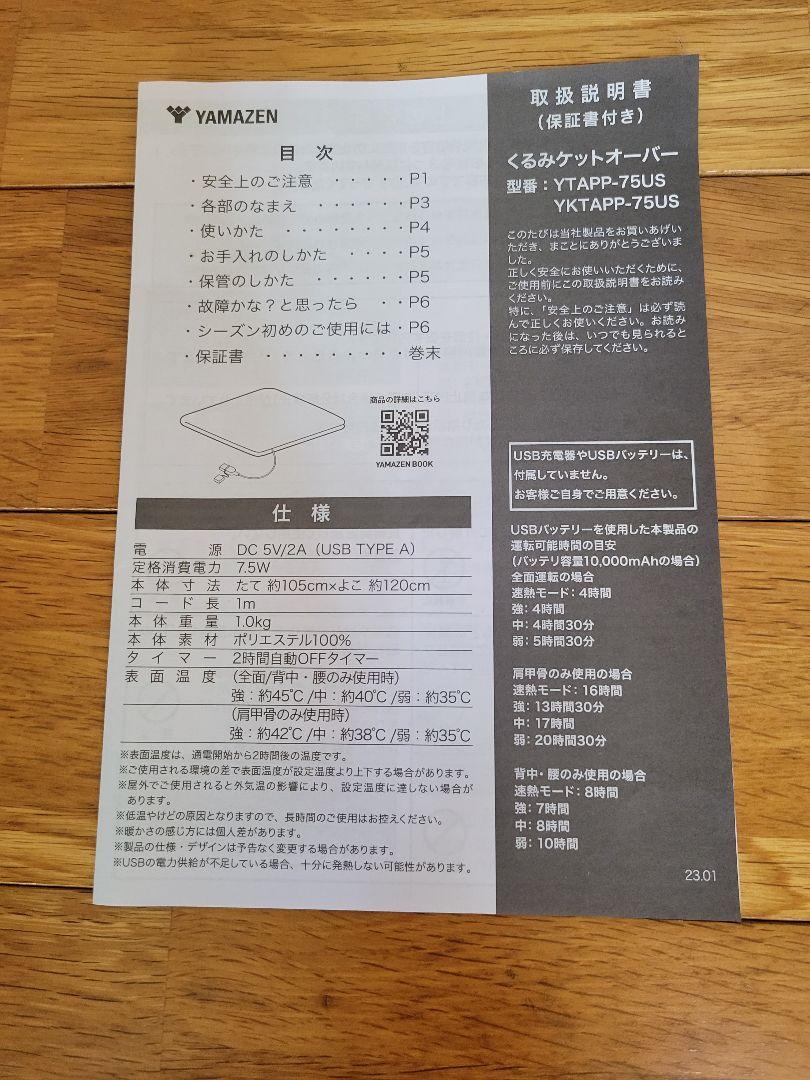 YAMAZEN
目 次
・安全上のご注意 ・・・・・P1
・各部のなまえ ・・・・・・P3
・使いかた ・・・・・・・・P4
・お手入れのしかた ・・・・P5
・保管のしかた ・・・・・・P5
・故障かな？と思ったら ・・P6
・シーズン初めのご使用には・P6
・保証書 ・・・・・・・・・巻末
商品の詳細はこちら
YAMAZEN BOOK
仕 様
電 源 DC 5V/2A（USB TYPE A）
定格消費電力 7.5W
本 体 寸 法 たて 約105cm×よこ 約120cm
コ ー ド 長 1m
本 体 重 量 1.0kg
本 体 素 材 ポリエステル100%
タ イ マ ー 2時間自動OFFタイマー
表 面 温 度 （全面/背中・腰のみ使用時）
強：約45℃ /中：約40℃ /弱：約35℃
（肩甲骨のみ使用時）
強：約42℃ /中：約38℃ /弱：約35℃
※表面温度は、通電開始から2時間後の温度です。
※ご使用される環境の差で表面温度が設定温度より上下する場合があります。
※屋外でご使用されると外気温の影響により、設定温度に達しない場合が
あります。
※低温やけどの原因となりますので、長時間のご使用はお控えください。
※暖かさの感じ方には個人差があります。
※製品の仕様・デザインは予告なく変更する場合があります。
※USBの電力供給が不足している場合、十分に発熱しない可能性があります。
取扱説明書
（保証書付き）
くるみケットオーバー
型番：YTAPP-75US
YKTAPP-75US
このたびは当社製品をお買いあげい
ただき、まことにありがとうございま
した。
正しく安全にお使いいただくために、
ご使用前にこの取扱説明書をお読み
ください。
特に、「安全上のご注意」は必ず読
んで正しくお使いください。お読み
になった後は、いつでも見られると
ころに必ず保存してください。
USB充電器やUSBバッテリーは、
付属していません。
お客様ご自身でご用意ください。
USBバッテリーを使用した本製品の
運転可能時間の目安
（バッテリ容量10,000mAhの場合）
全面運転の場合
速熱モード：4時間
強：4時間
中：4時間30分
弱：5時間30分
肩甲骨のみ使用の場合
速熱モード：16時間
強：13時間30分
中：17時間
弱：20時間30分
背中・腰のみ使用の場合
速熱モード：8時間
強：7時間
中：8時間
弱：10時間
23.01